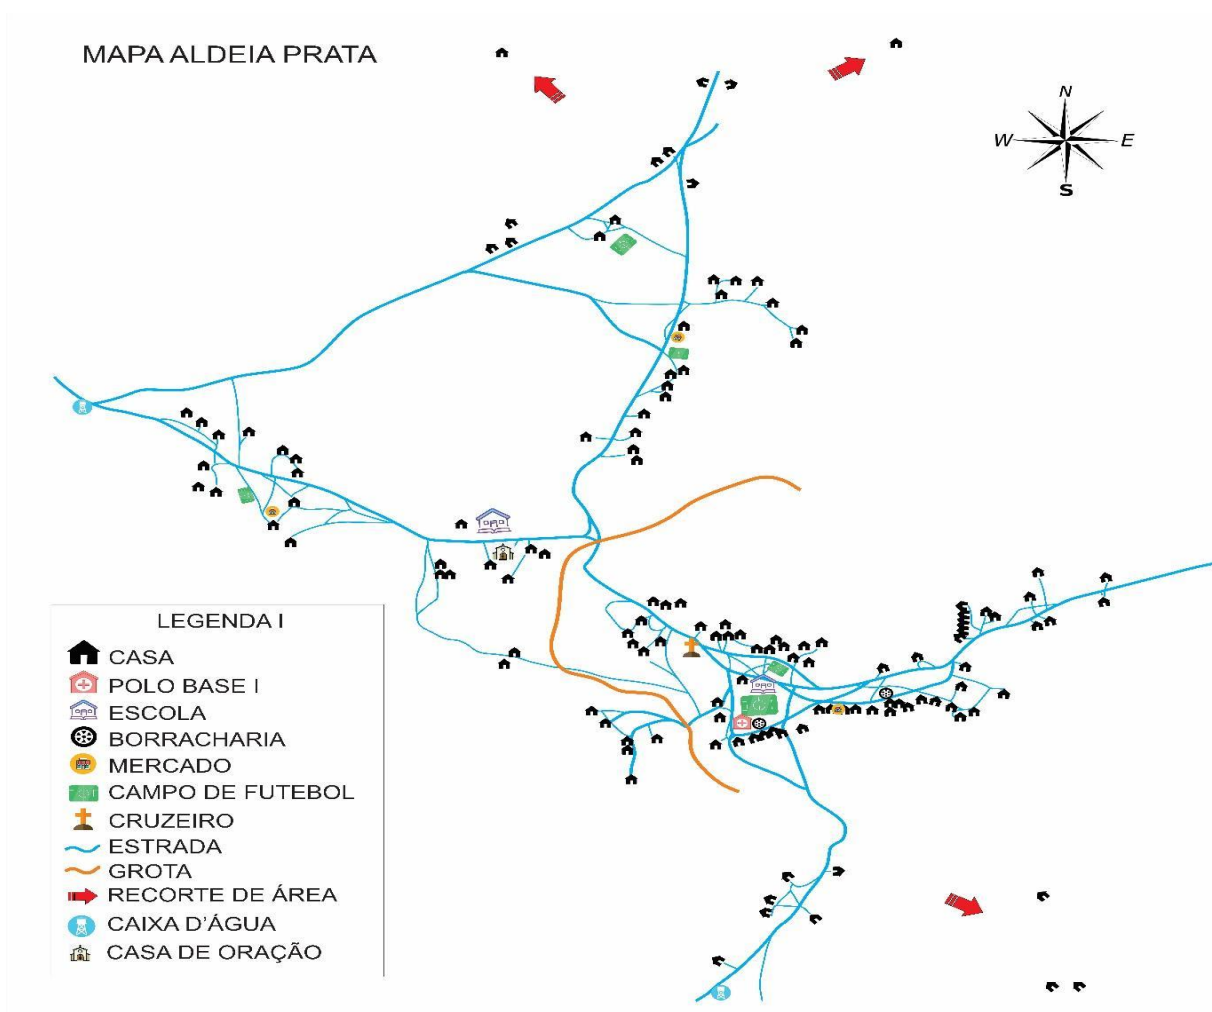 MAPA ALDEIA PRATA
N
W
E
S
LEGENDA I
CASA
POLO BASE I
ESCOLA
BORRACHARIA
MERCADO
CAMPO DE FUTEBOL
CRUZEIRO
ESTRADA
GROTA
RECORTE DE ÁREA
CAIXA D'ÁGUA
CASA DE ORAÇÃO